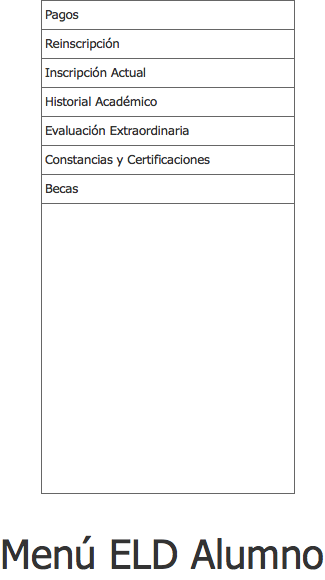 Pagos
Reinscripción
Inscripción Actual
Historial Académico
Evaluación Extraordinaria
Constancias y Certificaciones
Becas
Menú ELD Alumno